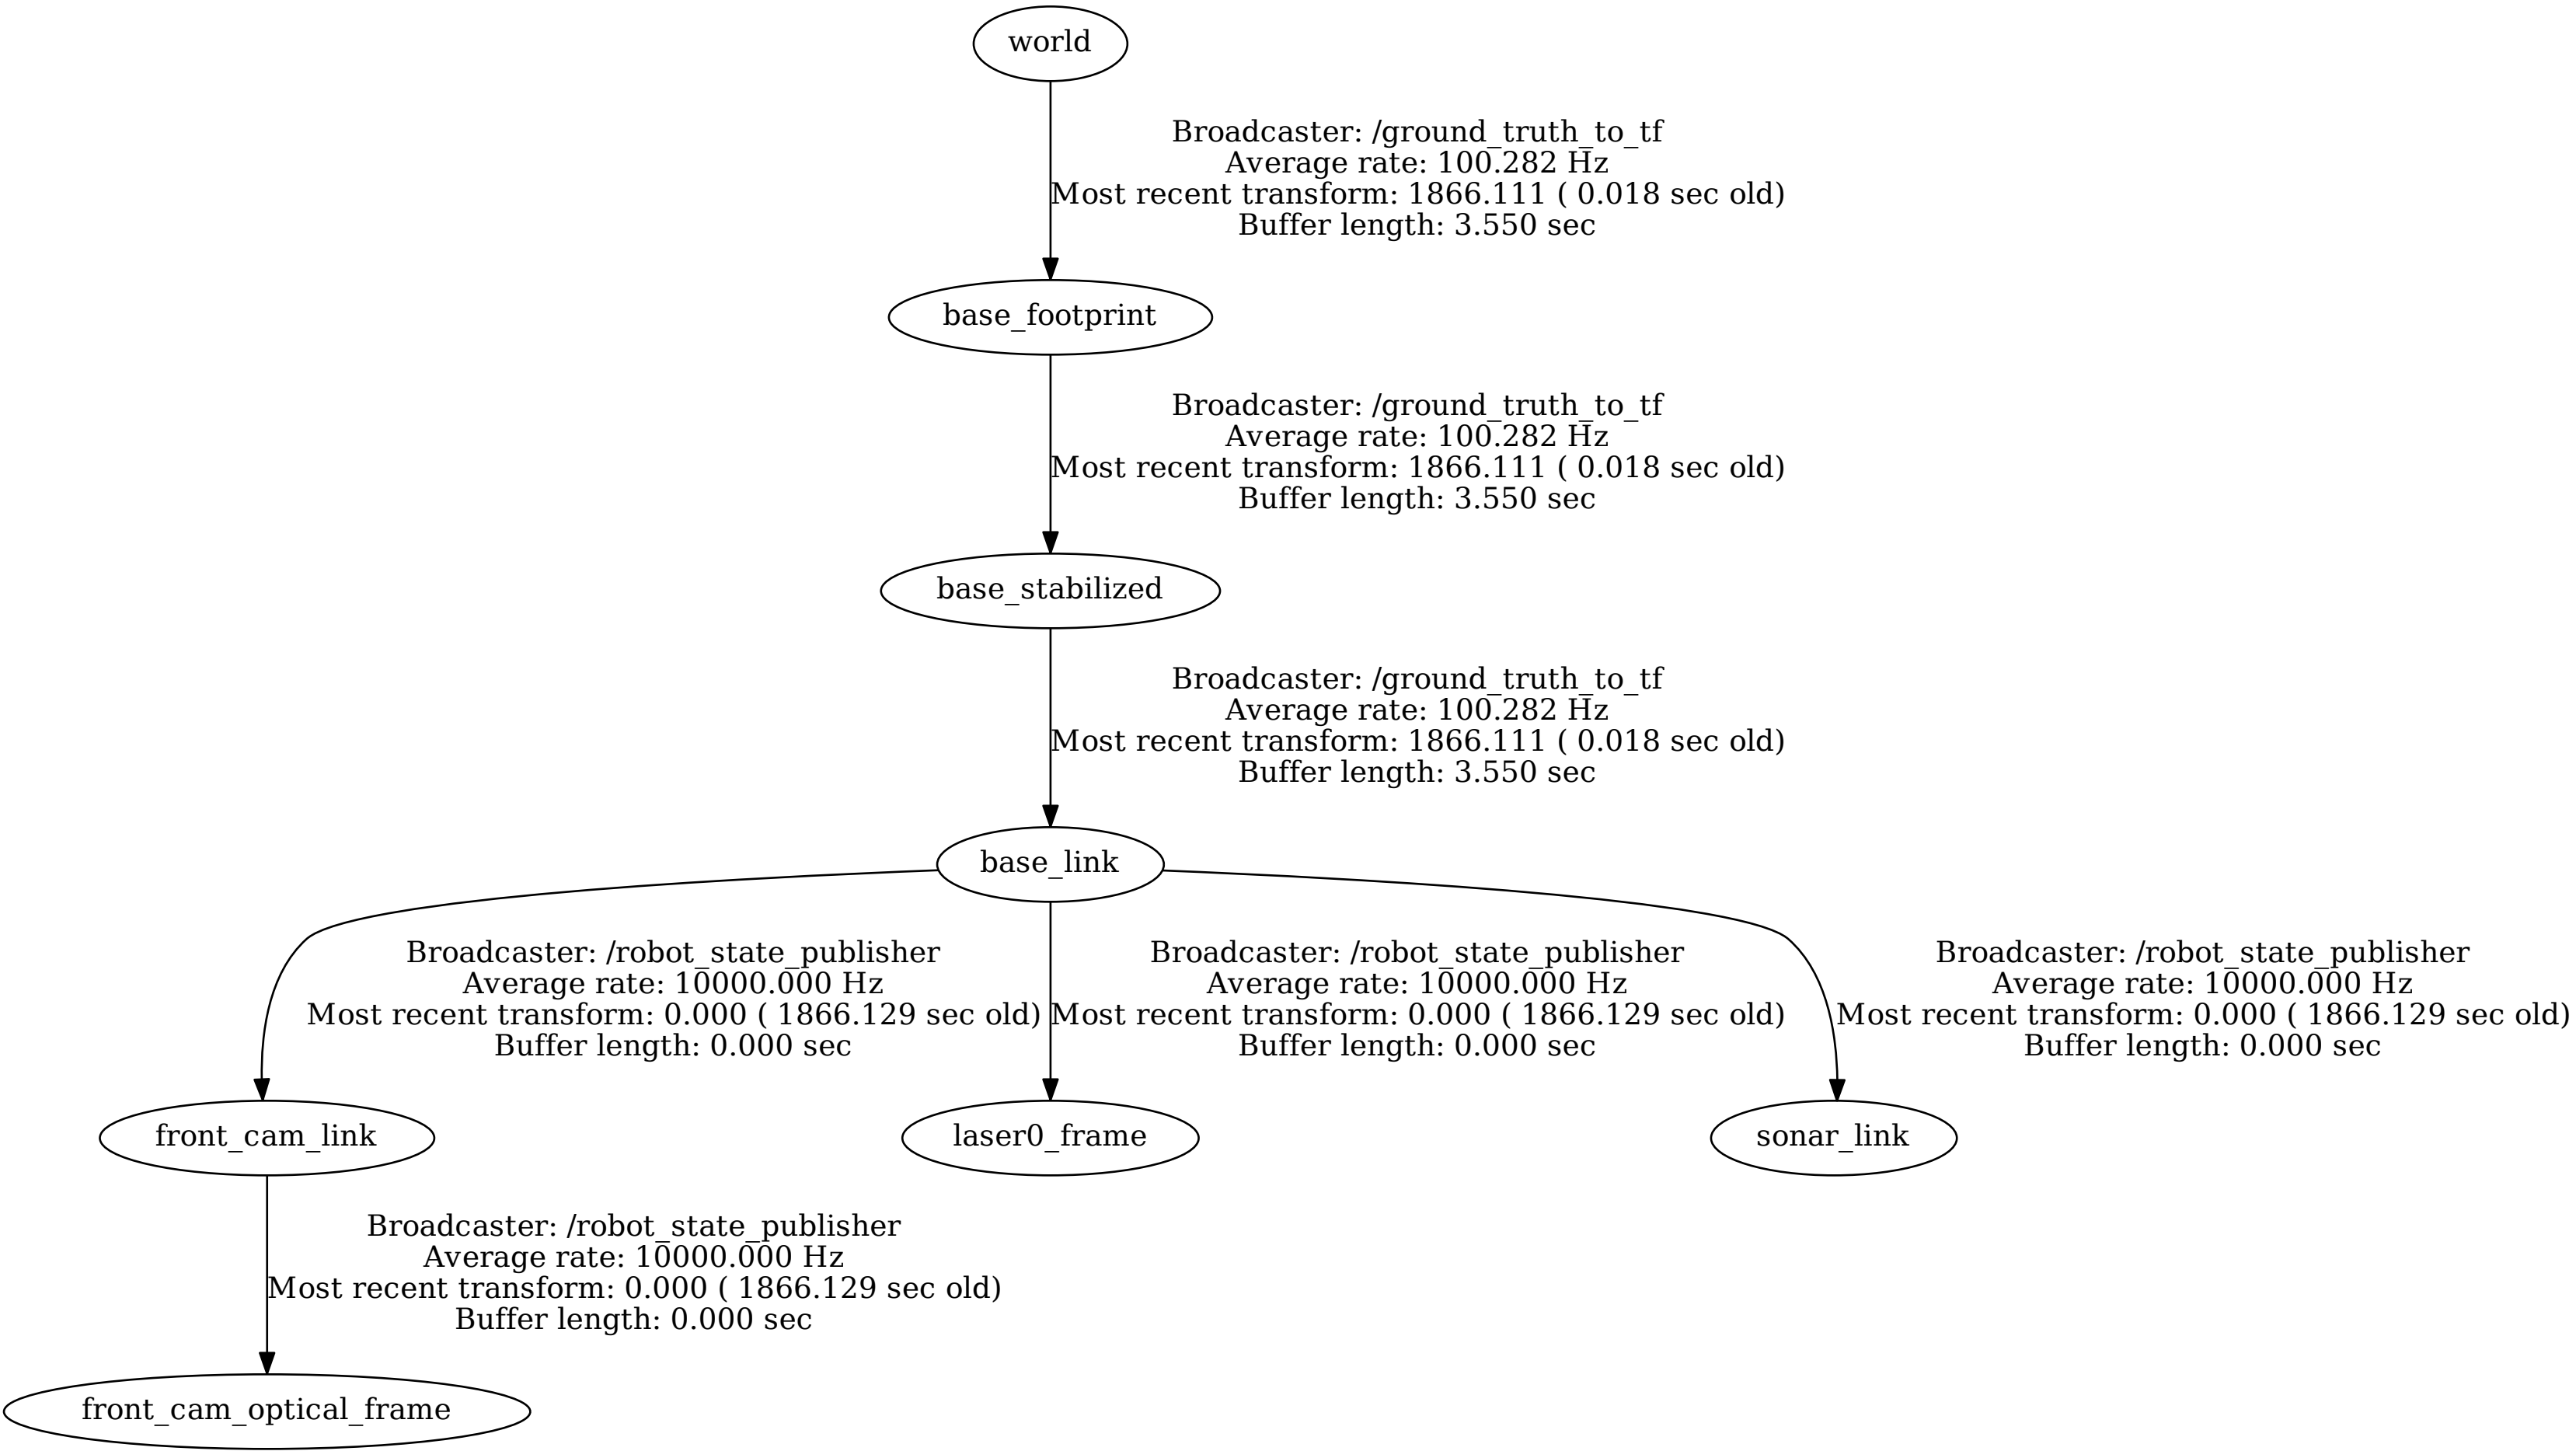 world
Broadcaster: /ground_truth_to_tf
Average rate: 100.282 Hz
Most recent transform: 1866.111 ( 0.018 sec old)
Buffer length: 3.550 sec
base_footprint
Broadcaster: /ground_truth_to_tf
Average rate: 100.282 Hz
Most recent transform: 1866.111 ( 0.018 sec old)
Buffer length: 3.550 sec
base_stabilized
Broadcaster: /ground_truth_to_tf
Average rate: 100.282 Hz
Most recent transform: 1866.111 ( 0.018 sec old)
Buffer length: 3.550 sec
base_link
Broadcaster: /robot_state_publisher
Average rate: 10000.000 Hz
Most recent transform: 0.000 ( 1866.129 sec old)
Buffer length: 0.000 sec
Broadcaster: /robot_state_publisher
Average rate: 10000.000 Hz
Most recent transform: 0.000 ( 1866.129 sec old)
Buffer length: 0.000 sec
Broadcaster: /robot_state_publisher
Average rate: 10000.000 Hz
Most recent transform: 0.000 ( 1866.129 sec old)
Buffer length: 0.000 sec
front_cam_link
laser0_frame
sonar_link
Broadcaster: /robot_state_publisher
Average rate: 10000.000 Hz
Most recent transform: 0.000 ( 1866.129 sec old)
Buffer length: 0.000 sec
front_cam_optical_frame